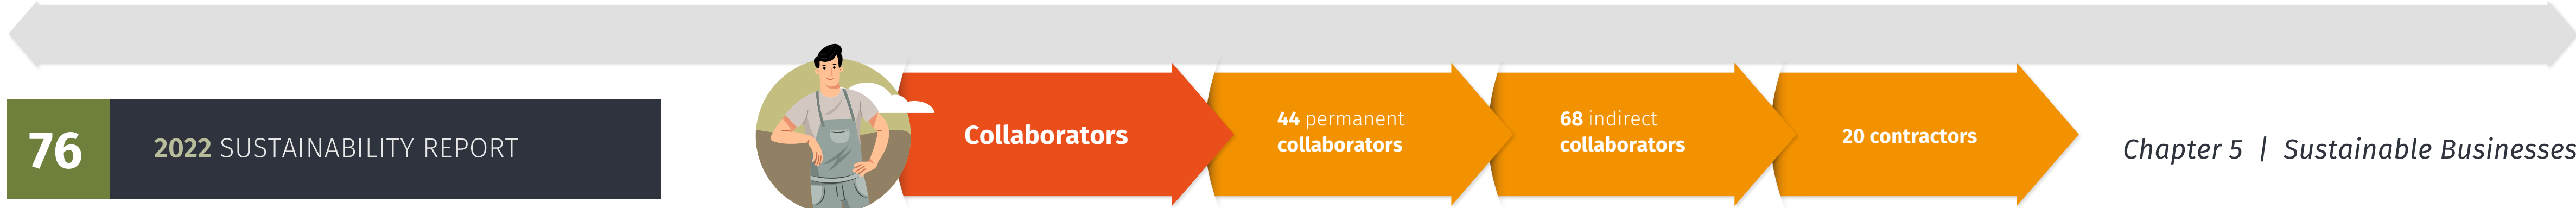 76
2022 SUSTAINABILITY REPORT
Collaborators
44 permanent
collaborators
68 indirect
collaborators
20 contractors
Chapter 5 | Sustainable Businesses